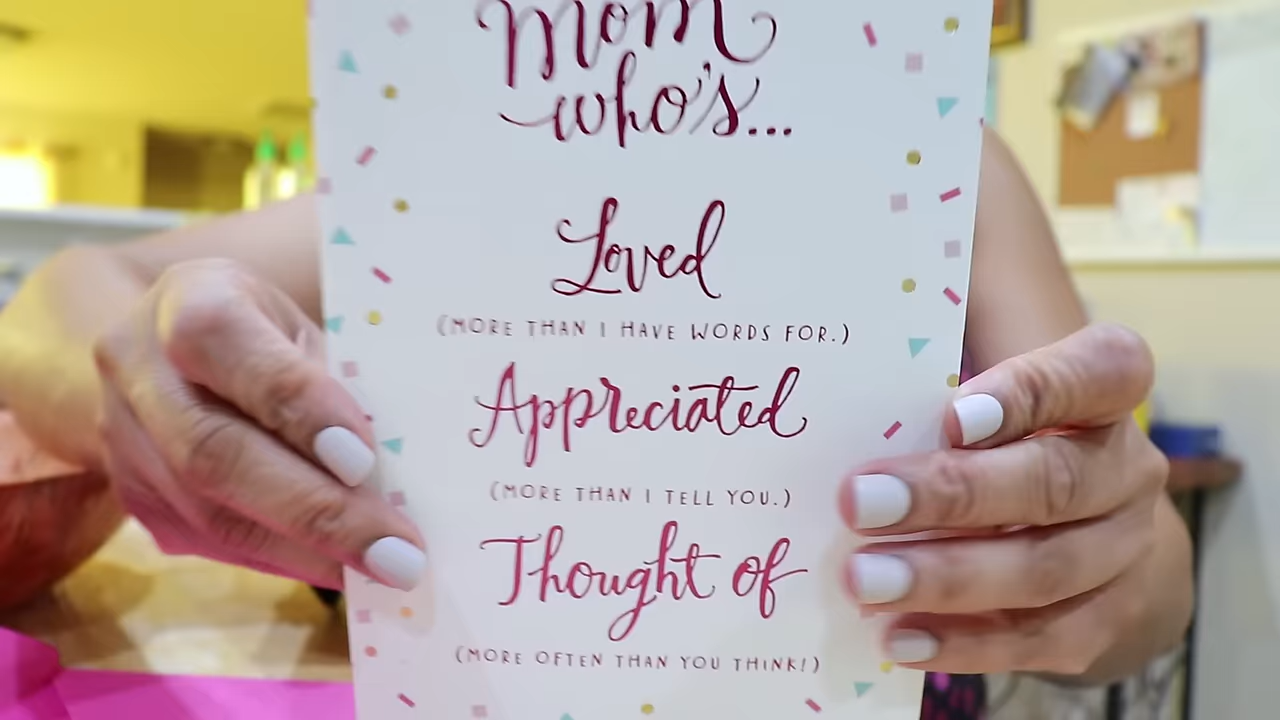 Mom
who's...
Loved
(MORE THAN I HAVE WORDS FOR.)
Appreciated
(MORE THAN I TELL YOU.)
Thought of
(MORE OFTEN THAN YOU THINK!)